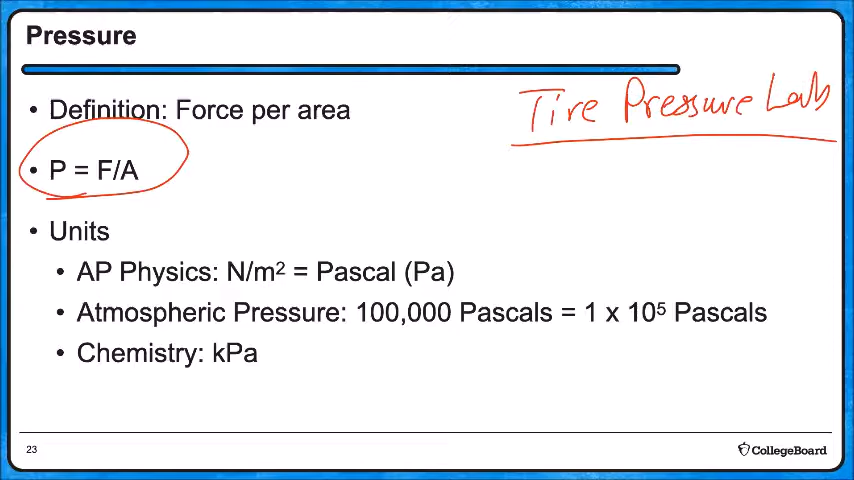 Pressure
• Definition: Force per area
Tire Pressure Lab
• P = F/A
• Units
• AP Physics: N/m² = Pascal (Pa)
• Atmospheric Pressure: 100,000 Pascals = 1 x 10⁵ Pascals
• Chemistry: kPa
23
CollegeBoard